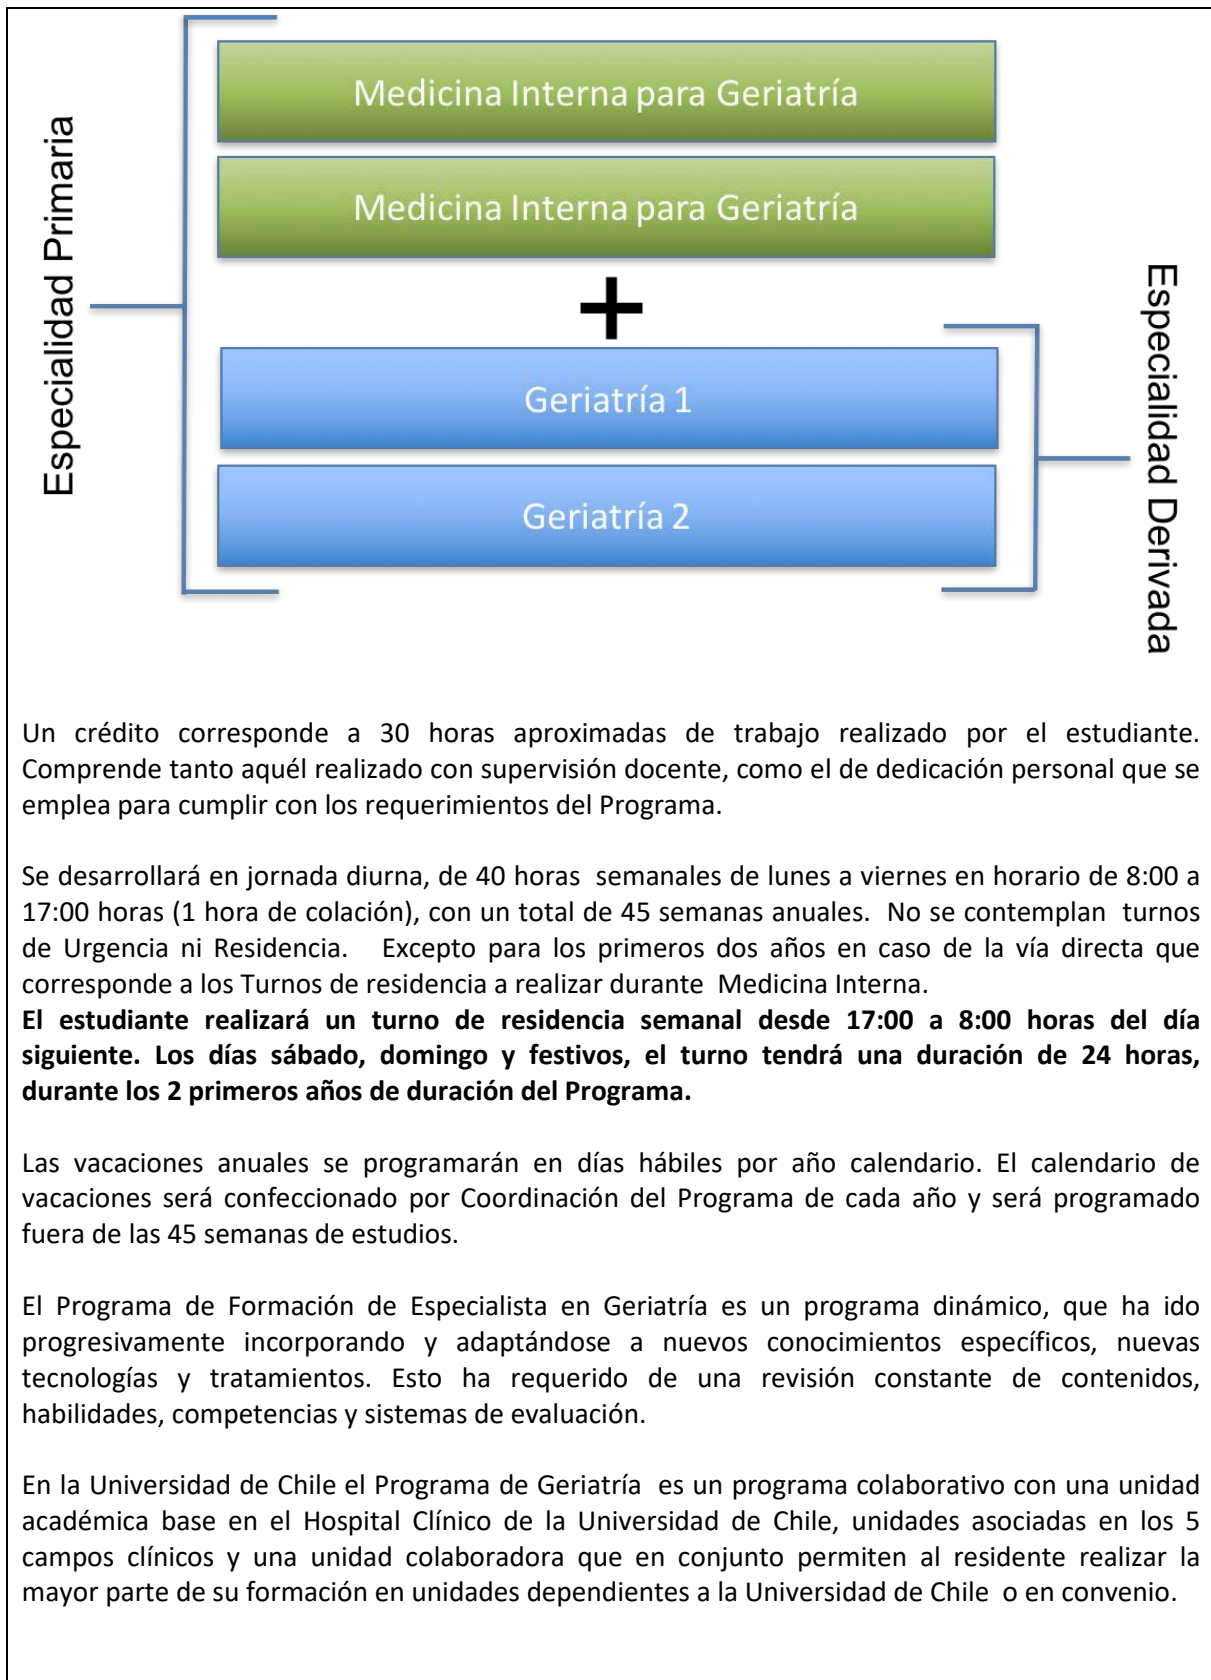 Especialidad Primaria
Medicina Interna para Geriatría
Medicina Interna para Geriatría
+
Geriatría 1
Geriatría 2
Especialidad Derivada
Un crédito corresponde a 30 horas aproximadas de trabajo realizado por el estudiante.
Comprende tanto aquél realizado con supervisión docente, como el de dedicación personal que se
emplea para cumplir con los requerimientos del Programa.
Se desarrollará en jornada diurna, de 40 horas semanales de lunes a viernes en horario de 8:00 a
17:00 horas (1 hora de colación), con un total de 45 semanas anuales. No se contemplan turnos
de Urgencia ni Residencia. Excepto para los primeros dos años en caso de la vía directa que
corresponde a los Turnos de residencia a realizar durante Medicina Interna.
El estudiante realizará un turno de residencia semanal desde 17:00 a 8:00 horas del día
siguiente. Los días sábado, domingo y festivos, el turno tendrá una duración de 24 horas,
durante los 2 primeros años de duración del Programa.
Las vacaciones anuales se programarán en días hábiles por año calendario. El calendario de
vacaciones será confeccionado por Coordinación del Programa de cada año y será programado
fuera de las 45 semanas de estudios.
El Programa de Formación de Especialista en Geriatría es un programa dinámico, que ha ido
progresivamente incorporando y adaptándose a nuevos conocimientos específicos, nuevas
tecnologías y tratamientos. Esto ha requerido de una revisión constante de contenidos,
habilidades, competencias y sistemas de evaluación.
En la Universidad de Chile el Programa de Geriatría es un programa colaborativo con una unidad
académica base en el Hospital Clínico de la Universidad de Chile, unidades asociadas en los 5
campos clínicos y una unidad colaboradora que en conjunto permiten al residente realizar la
mayor parte de su formación en unidades dependientes a la Universidad de Chile o en convenio.